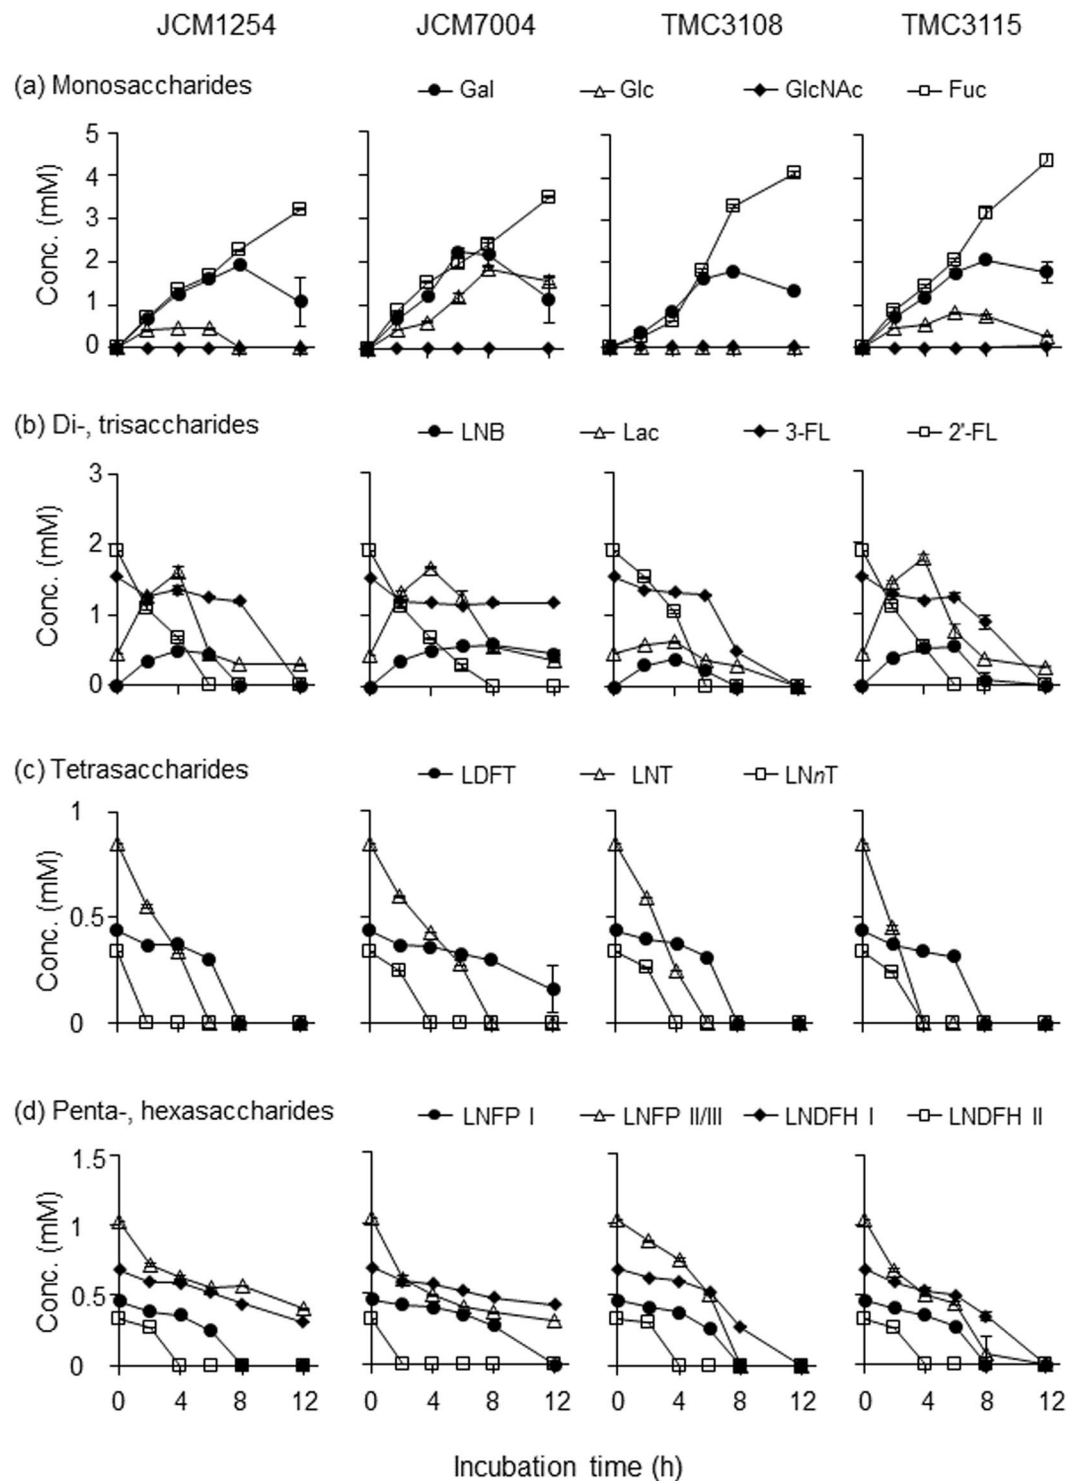 JCM1254 JCM7004 TMC3108 TMC3115
(a) Monosaccharides Gal Glc GlcNAc Fuc
5
4
3
2
1
0
Conc. (mM)
(b) Di-, trisaccharides LNB Lac 3-FL 2'-FL
3
2
1
0
Conc. (mM)
(c) Tetrasaccharides LDFT LNT LNnT
1
0.5
0
Conc. (mM)
(d) Penta-, hexasaccharides LNFP I LNFP II/III LNDFH I LNDFH II
1.5
1
0.5
0
Conc. (mM)
0 4 8 12 0 4 8 12 0 4 8 12 0 4 8 12
Incubation time (h)